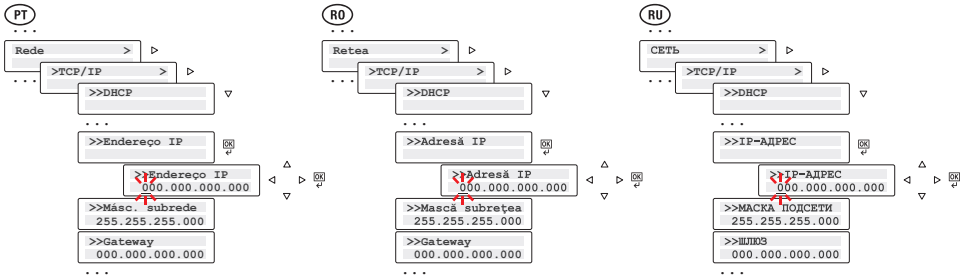 PT
...
Rede >
...
>TCP/IP >
>>DHCP
...
>>Endereço IP
OK
>>Endereço IP
000.000.000.000
OK
>>Másc. subrede
255.255.255.000
>>Gateway
000.000.000.000
...
RO
...
Retea >
...
>TCP/IP >
>>DHCP
...
>>Adresă IP
OK
>>Adresă IP
000.000.000.000
OK
>>Mască subreţea
255.255.255.000
>>Gateway
000.000.000.000
...
RU
...
СЕТЬ >
...
>TCP/IP >
>>DHCP
...
>>IP-АДРЕС
OK
>>IP-АДРЕС
000.000.000.000
OK
>>МАСКА ПОДСЕТИ
255.255.255.000
>>ШЛЮЗ
000.000.000.000
...